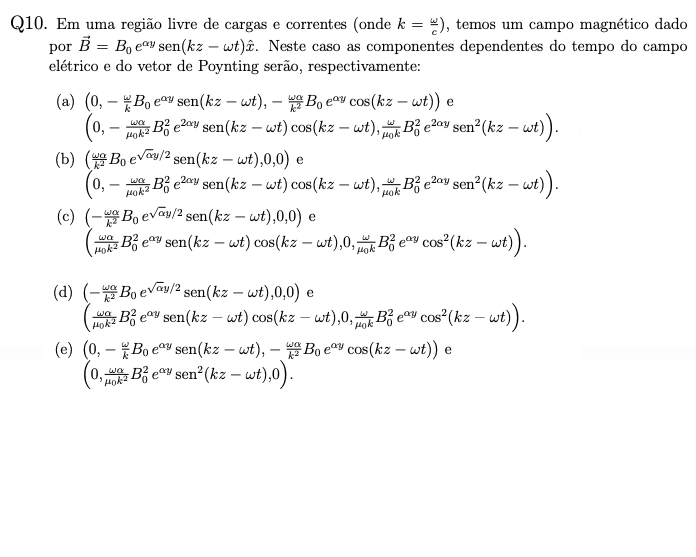 Q10. Em uma região livre de cargas e correntes (onde $k = \frac{\omega}{c}$), temos um campo magnético dado
por $\vec{B} = B_0 e^{\alpha y} \operatorname{sen}(kz - \omega t)\hat{x}$. Neste caso as componentes dependentes do tempo do campo
elétrico e do vetor de Poynting serão, respectivamente:
(a) $\left(0, -\frac{\omega}{k} B_0 e^{\alpha y} \operatorname{sen}(kz - \omega t), -\frac{\omega\alpha}{k^2} B_0 e^{\alpha y} \cos(kz - \omega t)\right)$ e
$\left(0, -\frac{\omega\alpha}{\mu_0 k^2} B_0^2 e^{2\alpha y} \operatorname{sen}(kz - \omega t) \cos(kz - \omega t), \frac{\omega}{\mu_0 k} B_0^2 e^{2\alpha y} \operatorname{sen}^2(kz - \omega t)\right)$.
(b) $\left(\frac{\omega\alpha}{k^2} B_0 e^{\sqrt{\alpha}y/2} \operatorname{sen}(kz - \omega t),0,0\right)$ e
$\left(0, -\frac{\omega\alpha}{\mu_0 k^2} B_0^2 e^{2\alpha y} \operatorname{sen}(kz - \omega t) \cos(kz - \omega t), \frac{\omega}{\mu_0 k} B_0^2 e^{2\alpha y} \operatorname{sen}^2(kz - \omega t)\right)$.
(c) $\left(-\frac{\omega\alpha}{k^2} B_0 e^{\sqrt{\alpha}y/2} \operatorname{sen}(kz - \omega t),0,0\right)$ e
$\left(\frac{\omega\alpha}{\mu_0 k^2} B_0^2 e^{\alpha y} \operatorname{sen}(kz - \omega t) \cos(kz - \omega t),0, \frac{\omega}{\mu_0 k} B_0^2 e^{\alpha y} \cos^2(kz - \omega t)\right)$.
(d) $\left(-\frac{\omega\alpha}{k^2} B_0 e^{\sqrt{\alpha}y/2} \operatorname{sen}(kz - \omega t),0,0\right)$ e
$\left(\frac{\omega\alpha}{\mu_0 k^2} B_0^2 e^{\alpha y} \operatorname{sen}(kz - \omega t) \cos(kz - \omega t),0, \frac{\omega}{\mu_0 k} B_0^2 e^{\alpha y} \cos^2(kz - \omega t)\right)$.
(e) $\left(0, -\frac{\omega}{k} B_0 e^{\alpha y} \operatorname{sen}(kz - \omega t), -\frac{\omega\alpha}{k^2} B_0 e^{\alpha y} \cos(kz - \omega t)\right)$ e
$\left(0, \frac{\omega\alpha}{\mu_0 k^2} B_0^2 e^{\alpha y} \operatorname{sen}^2(kz - \omega t),0\right)$.